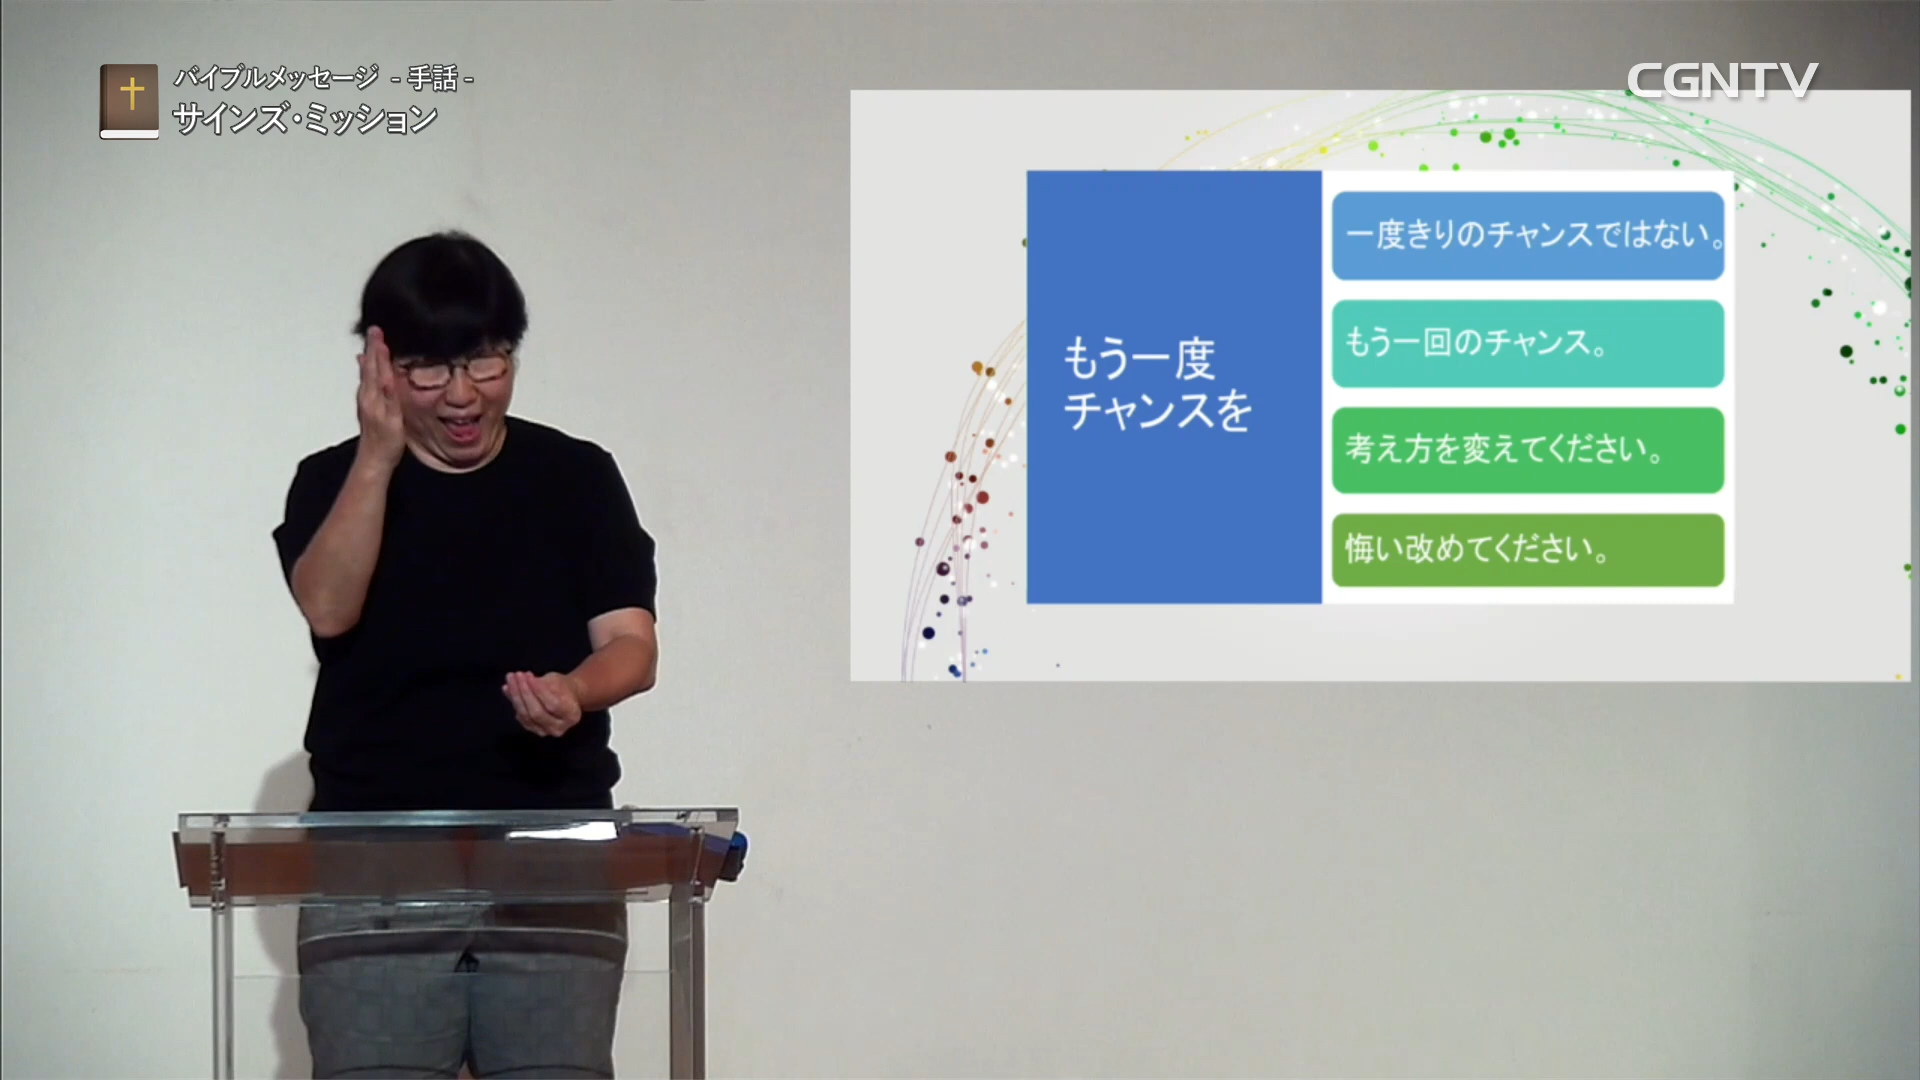 バイブルメッセージ - 手話 -
サインズ・ミッション
CGNTV
もう一度
チャンスを
一度きりのチャンスではない。
もう一回のチャンス。
考え方を変えてください。
悔い改めてください。